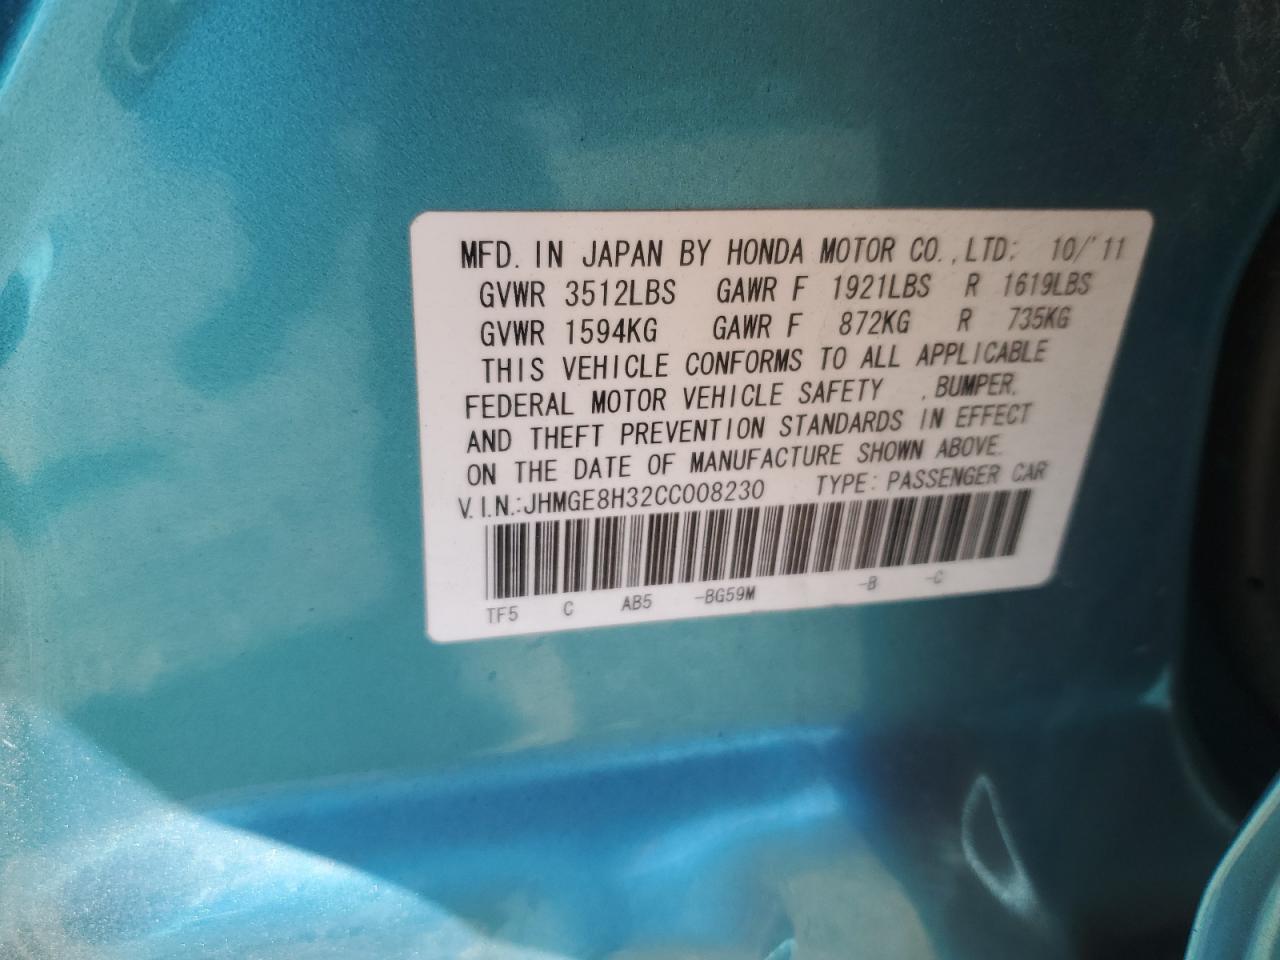 MFD. IN JAPAN BY HONDA MOTOR CO., LTD: 10/'11
GVWR 3512LBS GAWR F 1921LBS R 1619LBS
GVWR 1594KG GAWR F 872KG R 735KG
THIS VEHICLE CONFORMS TO ALL APPLICABLE
FEDERAL MOTOR VEHICLE SAFETY , BUMPER,
AND THEFT PREVENTION STANDARDS IN EFFECT
ON THE DATE OF MANUFACTURE SHOWN ABOVE.
V.I.N.:JHMGE8H32CC008230 TYPE: PASSENGER CAR
TF5 C AB5 -BG59M -B -C